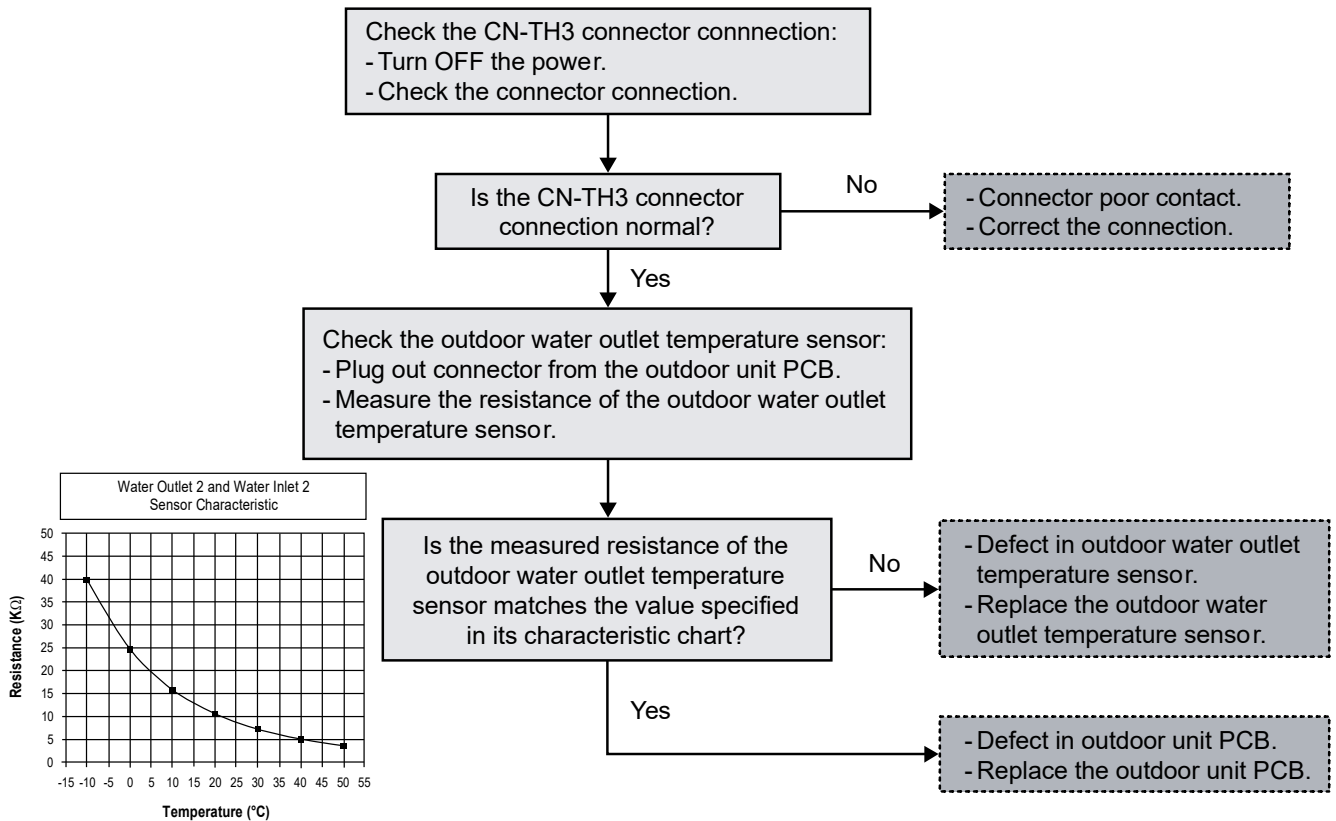 Check the CN-TH3 connector connnection:
- Turn OFF the power.
- Check the connector connection.
Is the CN-TH3 connector
connection normal?
No
- Connector poor contact.
- Correct the connection.
Yes
Check the outdoor water outlet temperature sensor:
- Plug out connector from the outdoor unit PCB.
- Measure the resistance of the outdoor water outlet
temperature sensor.
Water Outlet 2 and Water Inlet 2
Sensor Characteristic
50
45
40
35
30
25
20
15
10
5
0
Resistance (KΩ)
-15 -10 -5 0 5 10 15 20 25 30 35 40 45 50 55
Temperature (°C)
Is the measured resistance of the
outdoor water outlet temperature
sensor matches the value specified
in its characteristic chart?
No
- Defect in outdoor water outlet
temperature sensor.
- Replace the outdoor water
outlet temperature sensor.
Yes
- Defect in outdoor unit PCB.
- Replace the outdoor unit PCB.